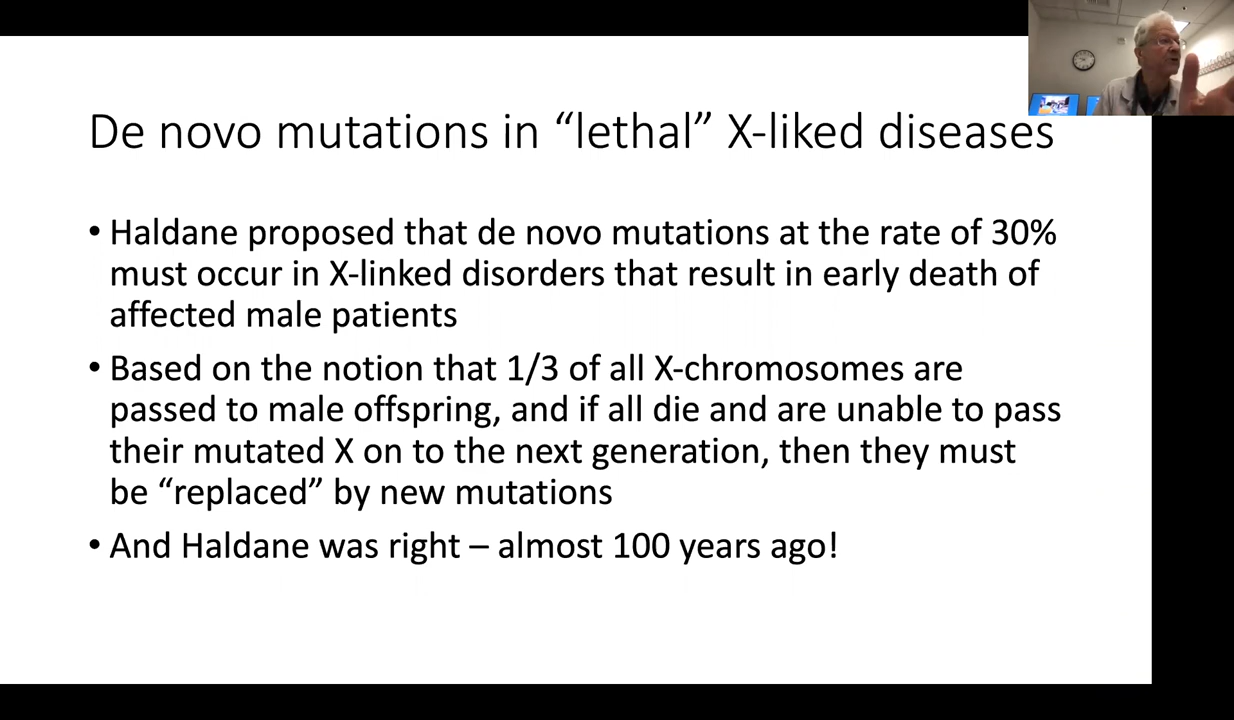 De novo mutations in “lethal” X-liked diseases
• Haldane proposed that de novo mutations at the rate of 30%
must occur in X-linked disorders that result in early death of
affected male patients
• Based on the notion that 1/3 of all X-chromosomes are
passed to male offspring, and if all die and are unable to pass
their mutated X on to the next generation, then they must
be “replaced” by new mutations
• And Haldane was right – almost 100 years ago!